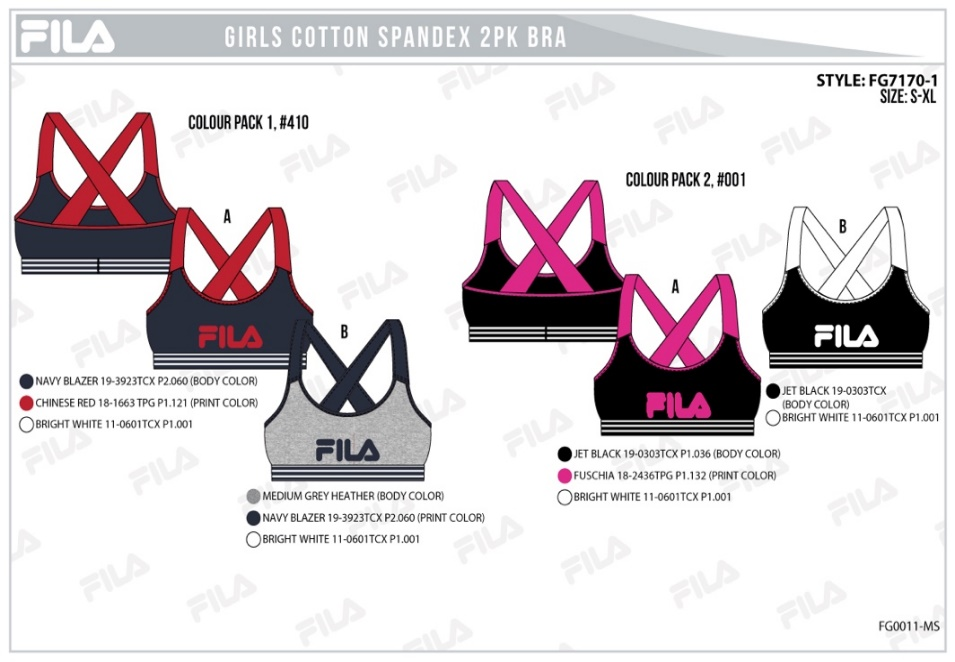 FILA
GIRLS COTTON SPANDEX 2PK BRA
STYLE: FG7170-1
SIZE: S-XL
COLOUR PACK 1, #410
A
FILA
B
FILA
NAVY BLAZER 19-3923TCX P2.060 (BODY COLOR)
CHINESE RED 18-1663 TPG P1.121 (PRINT COLOR)
BRIGHT WHITE 11-0601TCX P1.001
MEDIUM GREY HEATHER (BODY COLOR)
NAVY BLAZER 19-3923TCX P2.060 (PRINT COLOR)
BRIGHT WHITE 11-0601TCX P1.001
COLOUR PACK 2, #001
A
FILA
B
FILA
JET BLACK 19-0303TCX P1.036 (BODY COLOR)
FUSCHIA 18-2436TPG P1.132 (PRINT COLOR)
BRIGHT WHITE 11-0601TCX P1.001
JET BLACK 19-0303TCX
(BODY COLOR)
BRIGHT WHITE 11-0601TCX P1.001
FG0011-MS